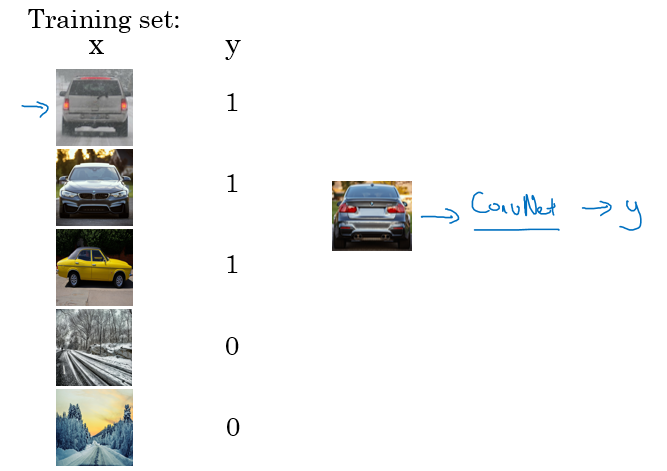 Training set:
x y
1
1
1
0
0
ConvNet → y